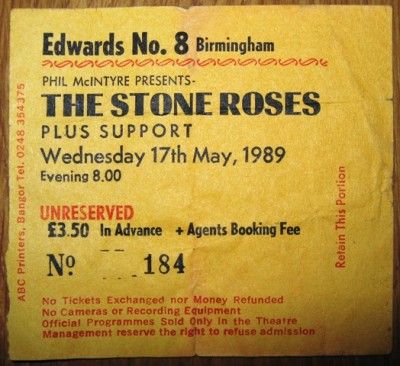 Edwards No. 8 Birmingham
PHIL McINTYRE PRESENTS-
THE STONE ROSES
PLUS SUPPORT
Wednesday 17th May, 1989
Evening 8.00
UNRESERVED
£3.50 In Advance + Agents Booking Fee
No 184
No Tickets Exchanged nor Money Refunded
No Cameras or Recording Equipment
Official Programmes Sold Only in the Theatre
Management reserve the right to refuse admission
ABC Printers, Bangor Tel. 0248 354375
Retain This Portion